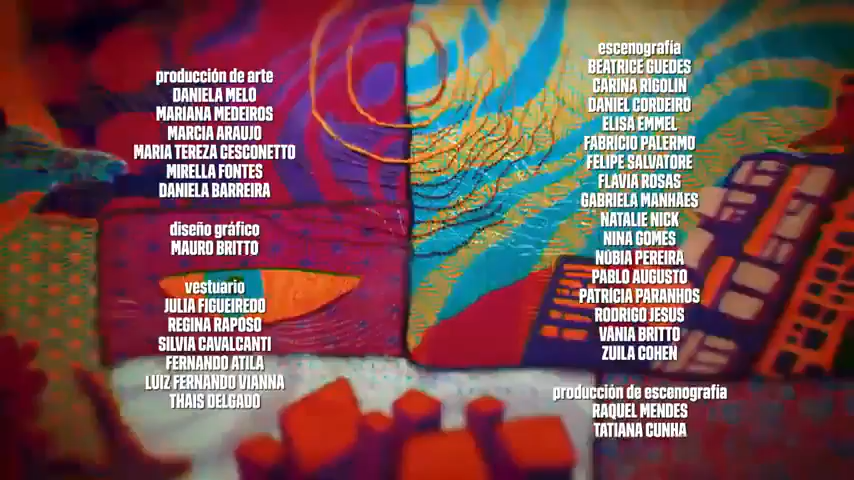 producción de arte
DANIELA MELO
MARIANA MEDEIROS
MARCIA ARAUJO
MARIA TEREZA CESCONETTO
MIRELLA FONTES
DANIELA BARREIRA
diseño gráfico
MAURO BRITTO
vestuario
JULIA FIGUEIREDO
REGINA RAPOSO
SILVIA CAVALCANTI
FERNANDO ATILA
LUIZ FERNANDO VIANNA
THAIS DELGADO
escenografía
BEATRICE GUEDES
CARINA RIGOLIN
DANIEL CORDEIRO
ELISA EMMEL
FABRÍCIO PALERMO
FELIPE SALVATORE
FLAVIA ROSAS
GABRIELA MANHÃES
NATALIE NICK
NINA GOMES
NÚBIA PEREIRA
PABLO AUGUSTO
PATRÍCIA PARANHOS
RODRIGO JESUS
VÂNIA BRITTO
ZUILA COHEN
producción de escenografía
RAQUEL MENDES
TATIANA CUNHA